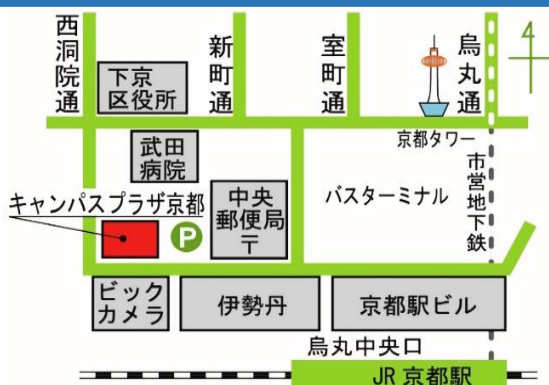 西洞院通
新町通
室町通
烏丸通
4
下京
区役所
京都タワー
武田
病院
市営地下鉄
キャンパスプラザ京都
P
中央
郵便局
〒
バスターミナル
ビック
カメラ
伊勢丹
京都駅ビル
烏丸中央口
JR 京都駅